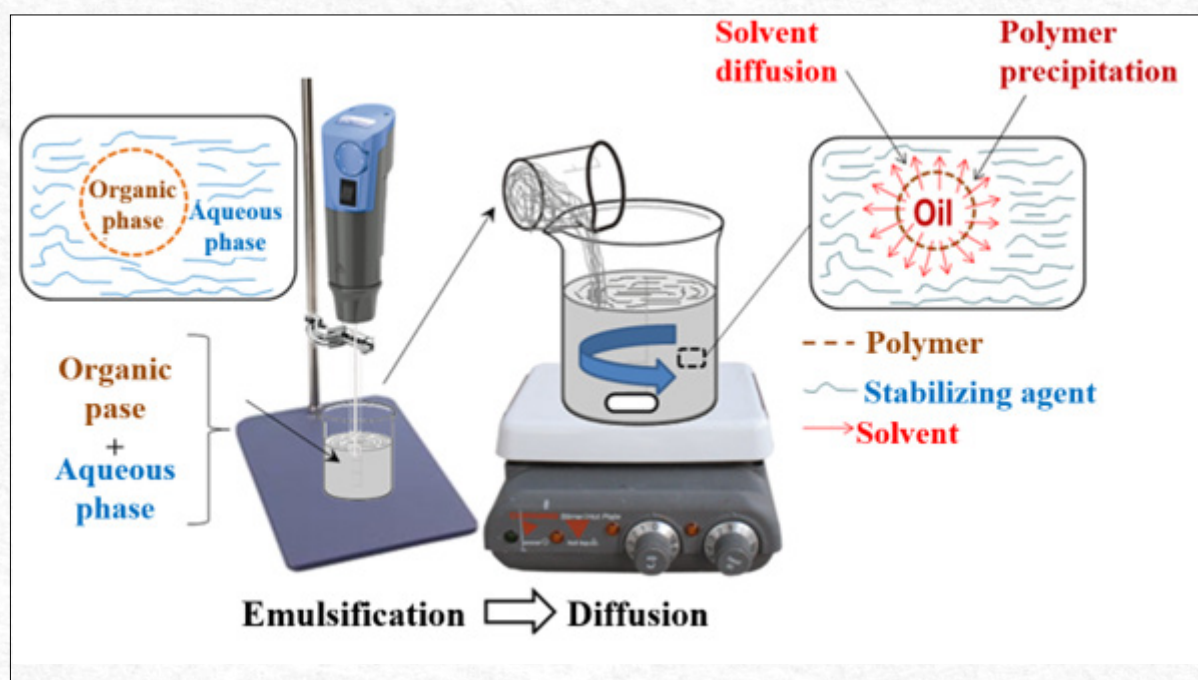 Solvent
diffusion
Polymer
precipitation
Organic
phase
Aqueous
phase
Organic
pase
+
Aqueous
phase
Oil
Polymer
Stabilizing agent
Solvent
Emulsification
Diffusion